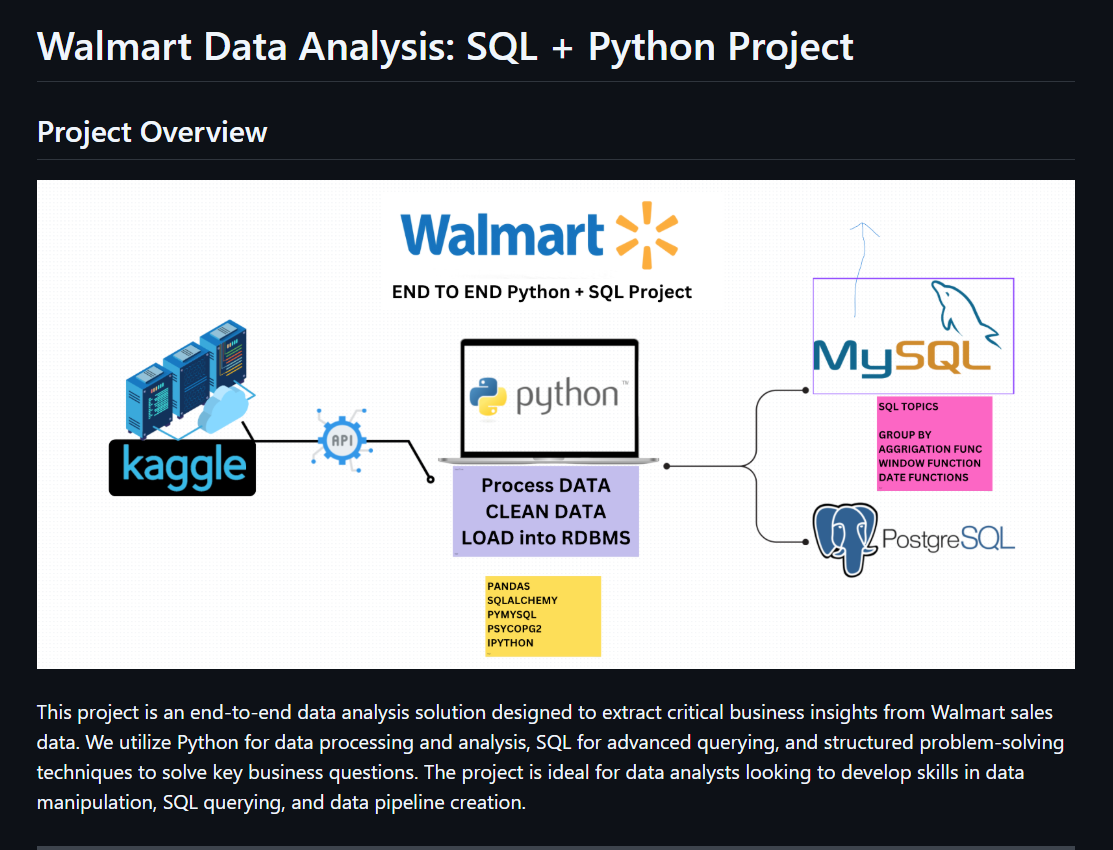 Walmart Data Analysis: SQL + Python Project
Project Overview
Walmart
END TO END Python + SQL Project
MySQL
python™
SQL TOPICS
GROUP BY
AGGRIGATION FUNC
WINDOW FUNCTION
DATE FUNCTIONS
API
kaggle
Process DATA
CLEAN DATA
LOAD into RDBMS
PostgreSQL
PANDAS
SQLALCHEMY
PYMYSQL
PSYCOPG2
IPYTHON
This project is an end-to-end data analysis solution designed to extract critical business insights from Walmart sales
data. We utilize Python for data processing and analysis, SQL for advanced querying, and structured problem-solving
techniques to solve key business questions. The project is ideal for data analysts looking to develop skills in data
manipulation, SQL querying, and data pipeline creation.